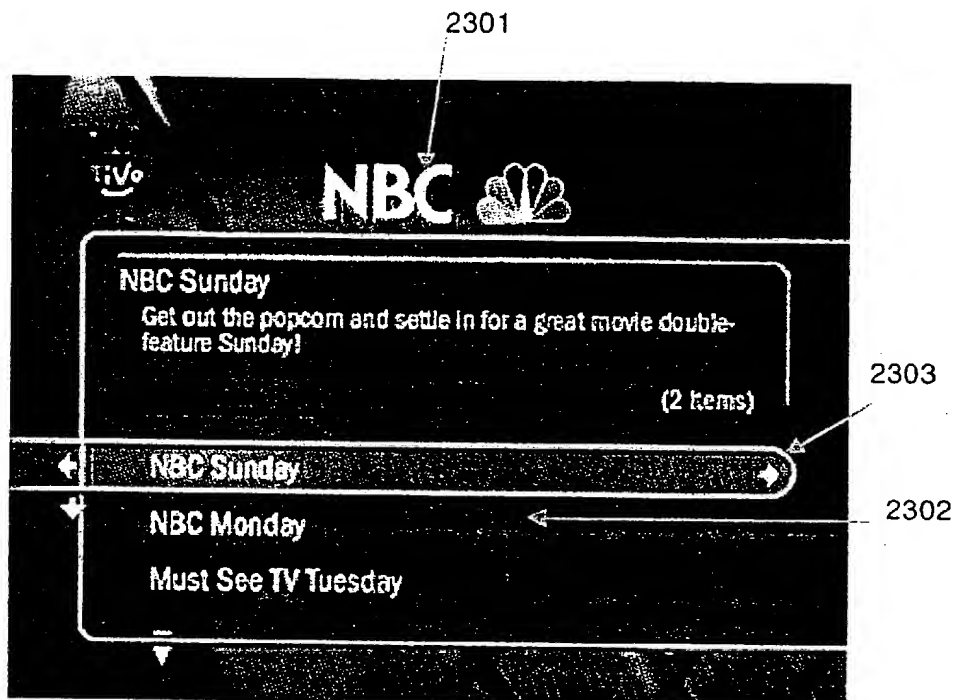 2301
TiVo
NBC
NBC Sunday
Get out the popcorn and settle in for a great movie double-
feature Sunday!
(2 items)
2303
NBC Sunday
NBC Monday
2302
Must See TV Tuesday